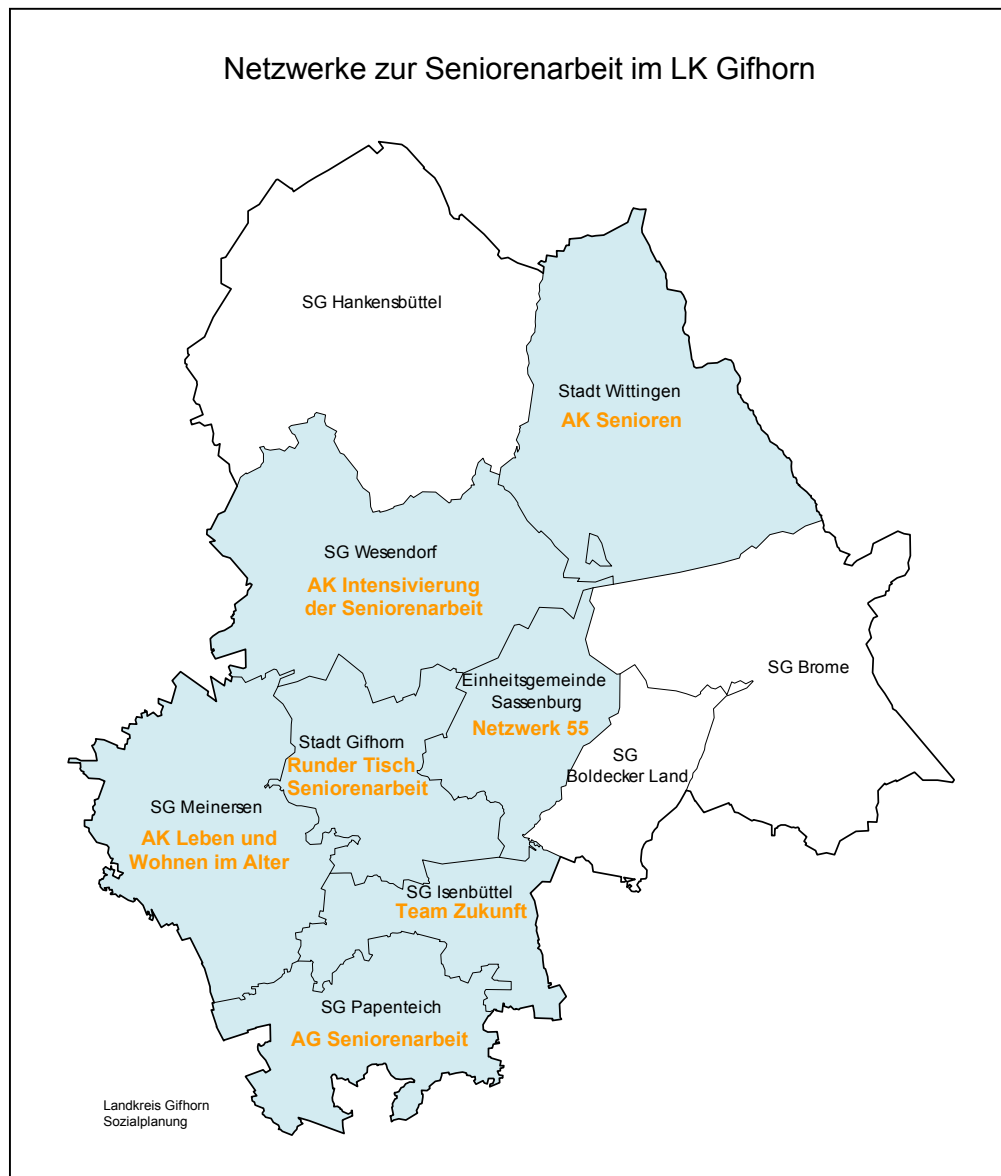 Netzwerke zur Seniorenarbeit im LK Gifhorn
SG Hankensbüttel
Stadt Wittingen
AK Senioren
SG Wesendorf
AK Intensivierung
der Seniorenarbeit
SG Brome
Einheitsgemeinde
Sassenburg
Netzwerk 55
Stadt Gifhorn
Runder Tisch
Seniorenarbeit
SG
Boldecker Land
SG Meinersen
AK Leben und
Wohnen im Alter
SG Isenbüttel
Team Zukunft
SG Papenteich
AG Seniorenarbeit
Landkreis Gifhorn
Sozialplanung